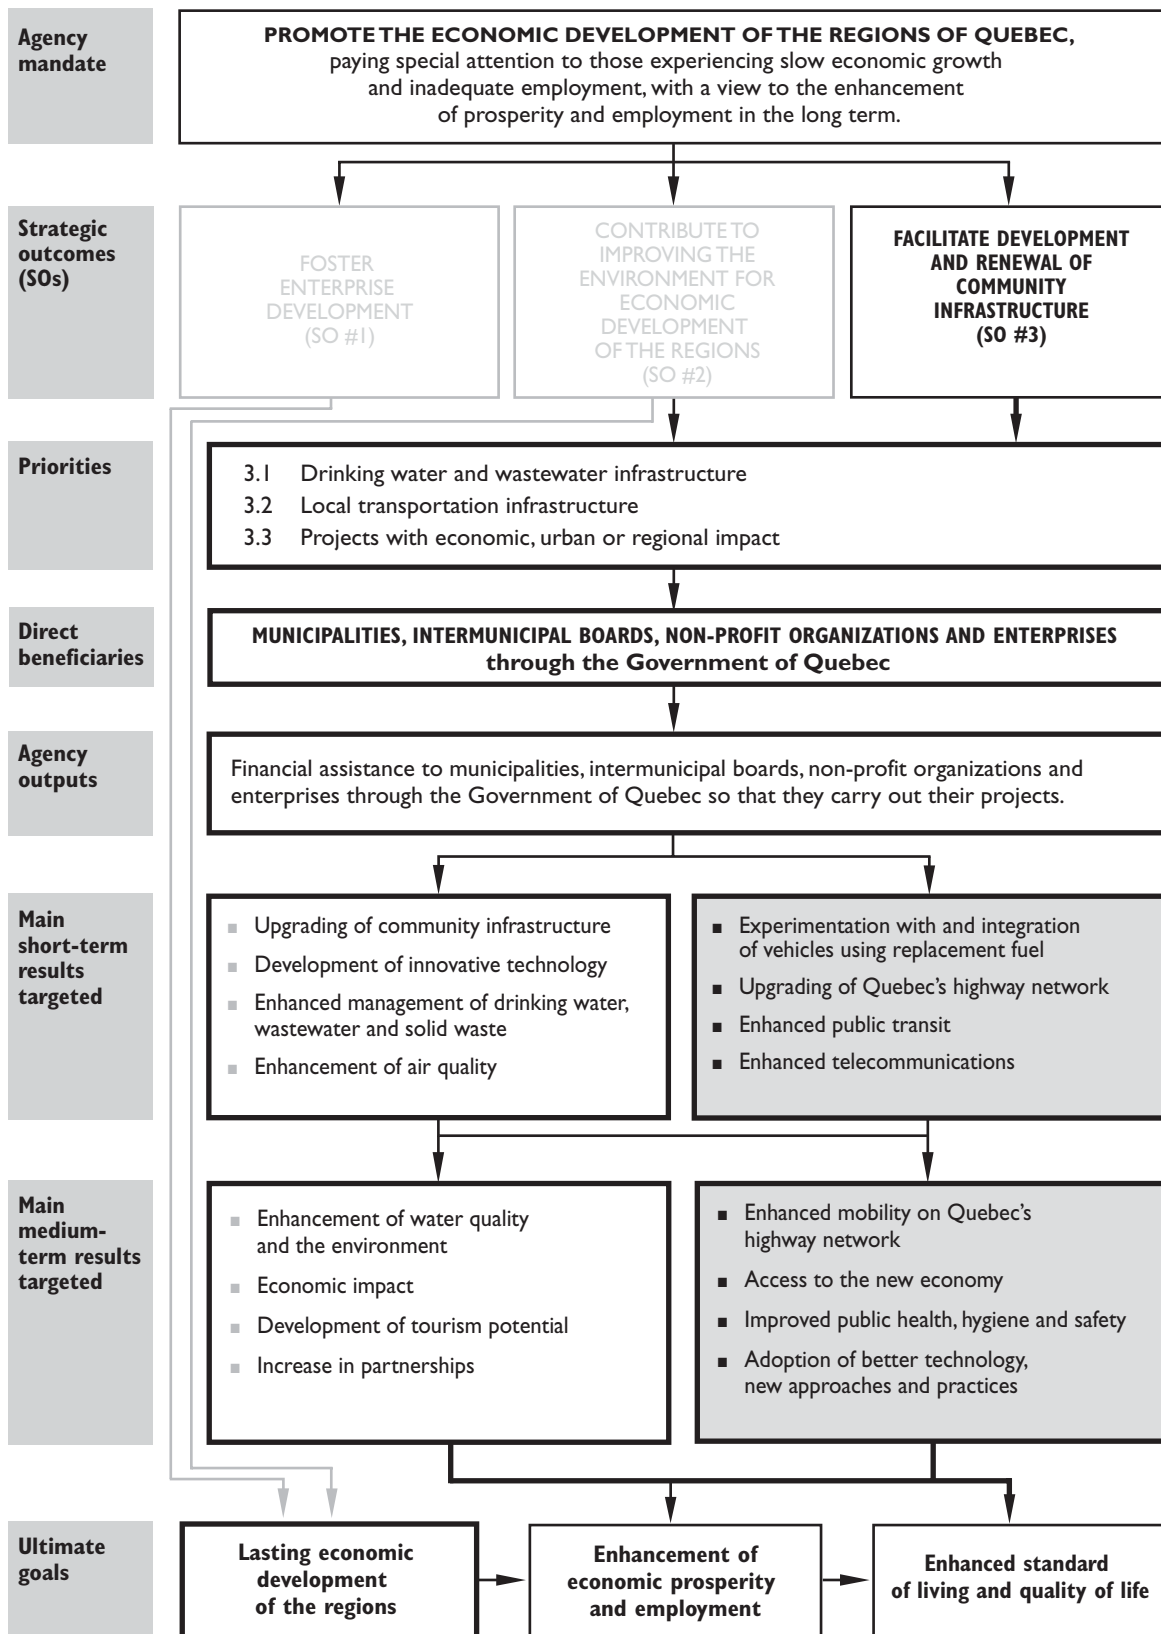 Agency
mandate
PROMOTE THE ECONOMIC DEVELOPMENT OF THE REGIONS OF QUEBEC,
paying special attention to those experiencing slow economic growth
and inadequate employment, with a view to the enhancement
of prosperity and employment in the long term.
Strategic
outcomes
(SOs)
FOSTER
ENTERPRISE
DEVELOPMENT
(SO #1)
CONTRIBUTE TO
IMPROVING THE
ENVIRONMENT FOR
ECONOMIC
DEVELOPMENT
OF THE REGIONS
(SO #2)
FACILITATE DEVELOPMENT
AND RENEWAL OF
COMMUNITY
INFRASTRUCTURE
(SO #3)
Priorities
3.1 Drinking water and wastewater infrastructure
3.2 Local transportation infrastructure
3.3 Projects with economic, urban or regional impact
Direct
beneficiaries
MUNICIPALITIES, INTERMUNICIPAL BOARDS, NON-PROFIT ORGANIZATIONS AND ENTERPRISES
through the Government of Quebec
Agency
outputs
Financial assistance to municipalities, intermunicipal boards, non-profit organizations and
enterprises through the Government of Quebec so that they carry out their projects.
Main
short-term
results
targeted
■ Upgrading of community infrastructure
■ Development of innovative technology
■ Enhanced management of drinking water,
wastewater and solid waste
■ Enhancement of air quality
■ Experimentation with and integration
of vehicles using replacement fuel
■ Upgrading of Quebec's highway network
■ Enhanced public transit
■ Enhanced telecommunications
Main
medium-
term results
targeted
■ Enhancement of water quality
and the environment
■ Economic impact
■ Development of tourism potential
■ Increase in partnerships
■ Enhanced mobility on Quebec's
highway network
■ Access to the new economy
■ Improved public health, hygiene and safety
■ Adoption of better technology,
new approaches and practices
Ultimate
goals
Lasting economic
development
of the regions
Enhancement of
economic prosperity
and employment
Enhanced standard
of living and quality of life